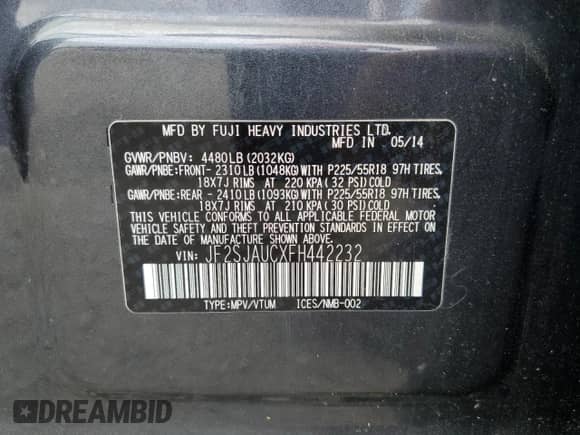 MFD BY FUJI HEAVY INDUSTRIES LTD.
MFD IN JAPAN 05/14
GVWR/PNBV: 4480LB(2032KG)
GAWR/PNBE:FRONT- 2310LB(1048KG)WITH P225/55R18 97H TIRES,
18X7J RIMS AT 220 KPA(32 PSI)COLD
GAWR/PNBE:REAR - 2410LB(1093KG)WITH P225/55R18 97H TIRES,
18X7J RIMS AT 210 KPA(30 PSI)COLD
THIS VEHICLE CONFORMS TO ALL APPLICABLE FEDERAL MOTOR
VEHICLE SAFETY AND THEFT PREVENTION STANDARDS IN EFFECT
ON THE DATE OF MANUFACTURE SHOWN ABOVE.
VIN: JF2SJAUCXFH442232
TYPE:MPV/VTUM ICES/NMB-002
DREAMBID